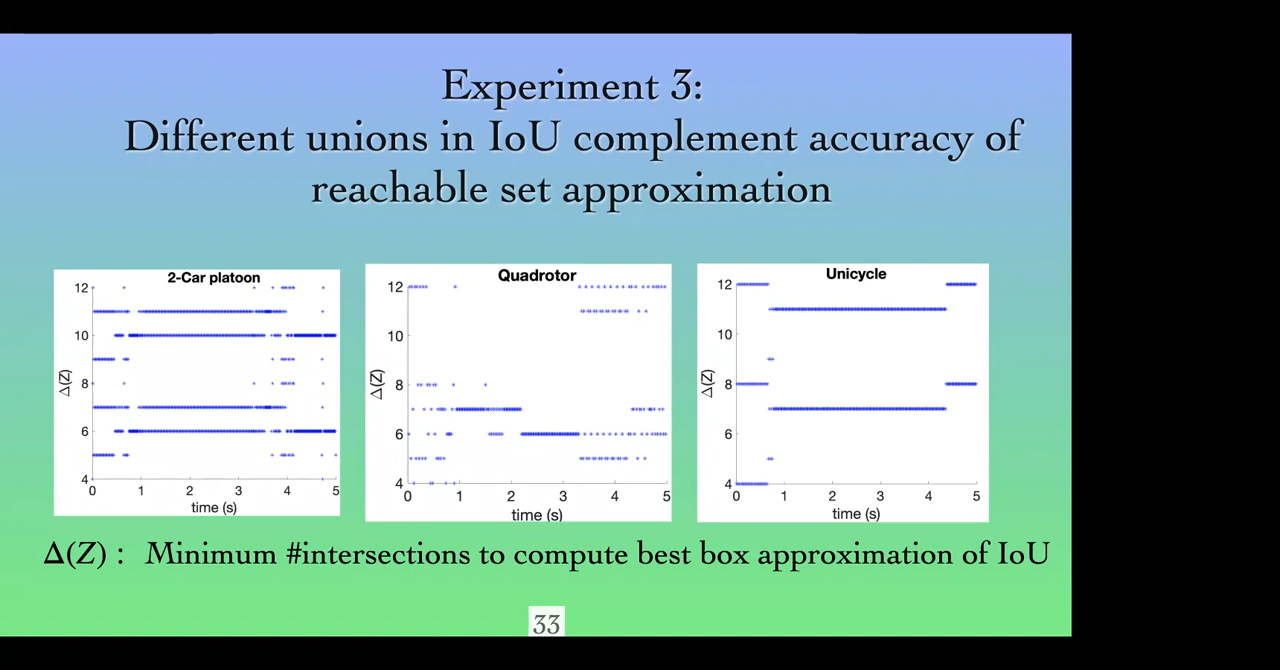 Experiment 3:
Different unions in IoU complement accuracy of
reachable set approximation
2-Car platoon
12
10
8
6
4
Δ(Z)
0 1 2 3 4 5
time (s)
Quadrotor
12
10
8
6
4
Δ(Z)
0 1 2 3 4 5
time (s)
Unicycle
12
10
8
6
4
Δ(Z)
0 1 2 3 4 5
time (s)
Δ(Z) : Minimum #intersections to compute best box approximation of IoU
33